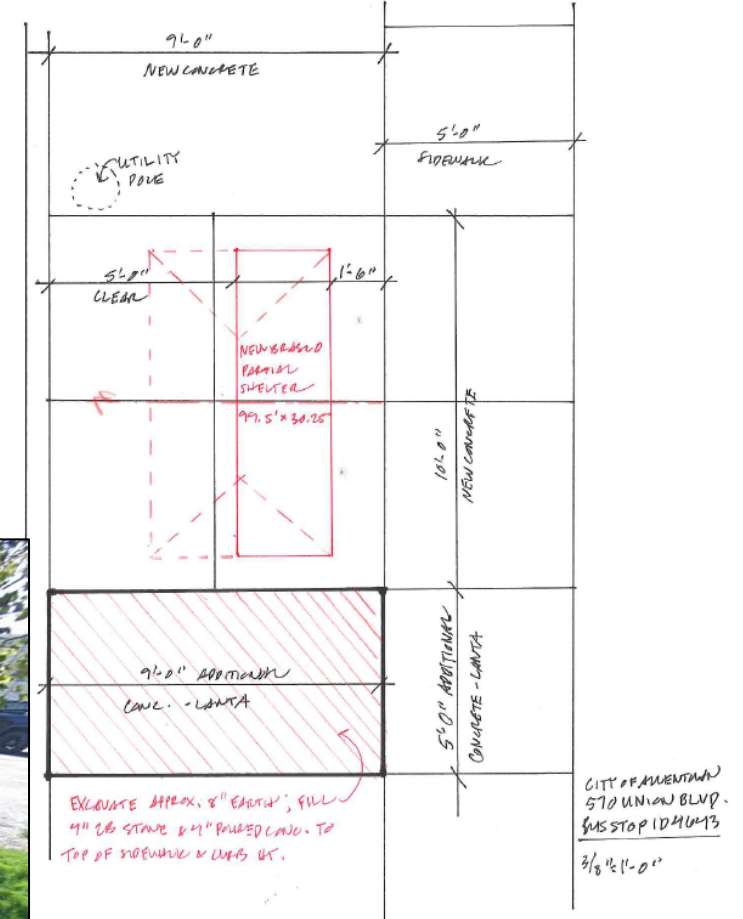 9'-0"
NEW CONCRETE
5'-0"
SIDEWALK
UTILITY
POLE
5'-0"
CLEAR
1'-6"
NEW BRASCO
PARTIAL
SHELTER
99.5" x 30.25"
10'-0"
NEW CONCRETE
9'-0" ADDITIONAL
CONC. - LANTA
5'-0" ADDITIONAL
CONCRETE - LANTA
EXCAVATE APPROX. 8" EARTH; FILL
4" 2B STONE & 4" POURED CONC. TO
TOP OF SIDEWALK & CURB HT.
CITY OF ALLENTOWN
570 UNION BLVD.
BUS STOP ID 4643
3/8"=1'-0"